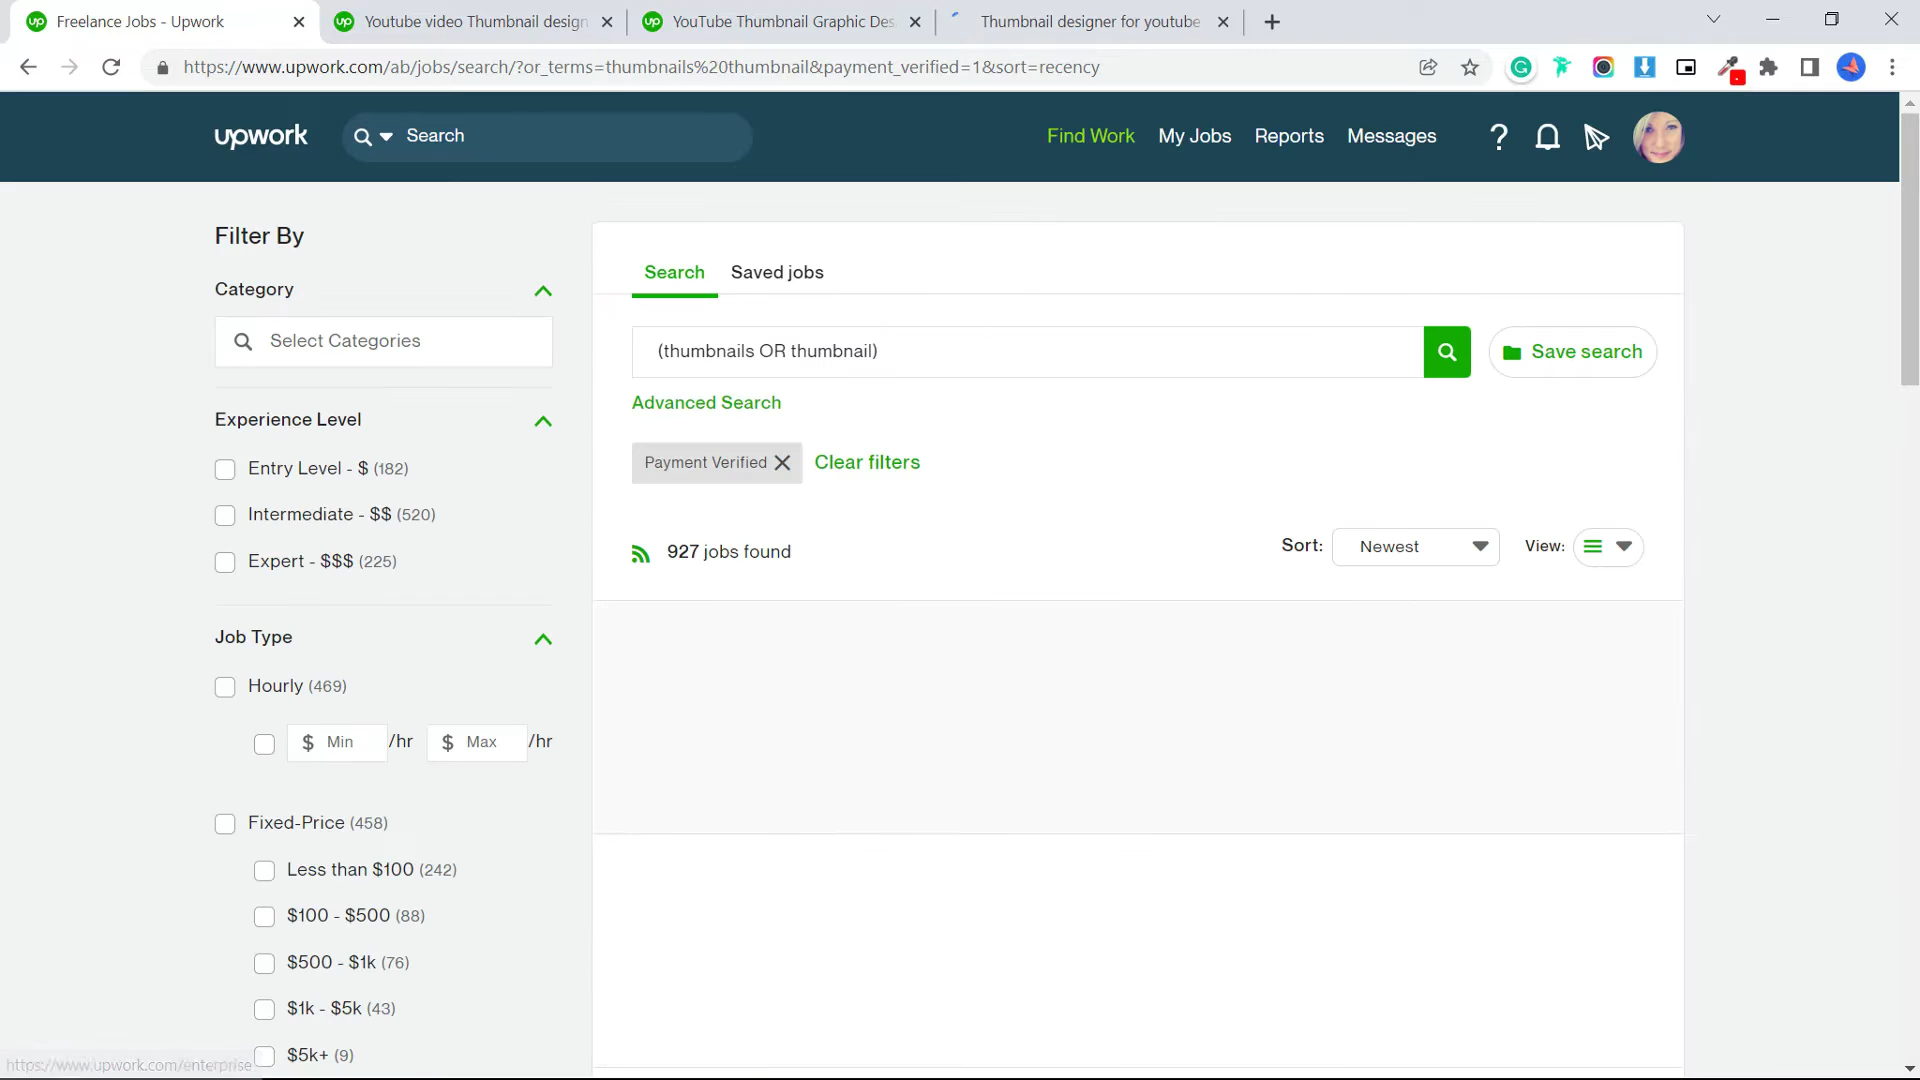 Freelance Jobs - Upwork
Youtube video Thumbnail design
YouTube Thumbnail Graphic Des
Thumbnail designer for youtube
https://www.upwork.com/ab/jobs/search/?or_terms=thumbnails%20thumbnail&payment_verified=1&sort=recency
upwork
Search
Find Work
My Jobs
Reports
Messages
Filter By
Category
Select Categories
Experience Level
Entry Level - $ (182)
Intermediate - $$ (520)
Expert - $$$ (225)
Job Type
Hourly (469)
$ Min /hr $ Max /hr
Fixed-Price (458)
Less than $100 (242)
$100 - $500 (88)
$500 - $1k (76)
$1k - $5k (43)
$5k+ (9)
Search
Saved jobs
(thumbnails OR thumbnail)
Save search
Advanced Search
Payment Verified
Clear filters
927 jobs found
Sort: Newest
View:
https://www.upwork.com/enterprise